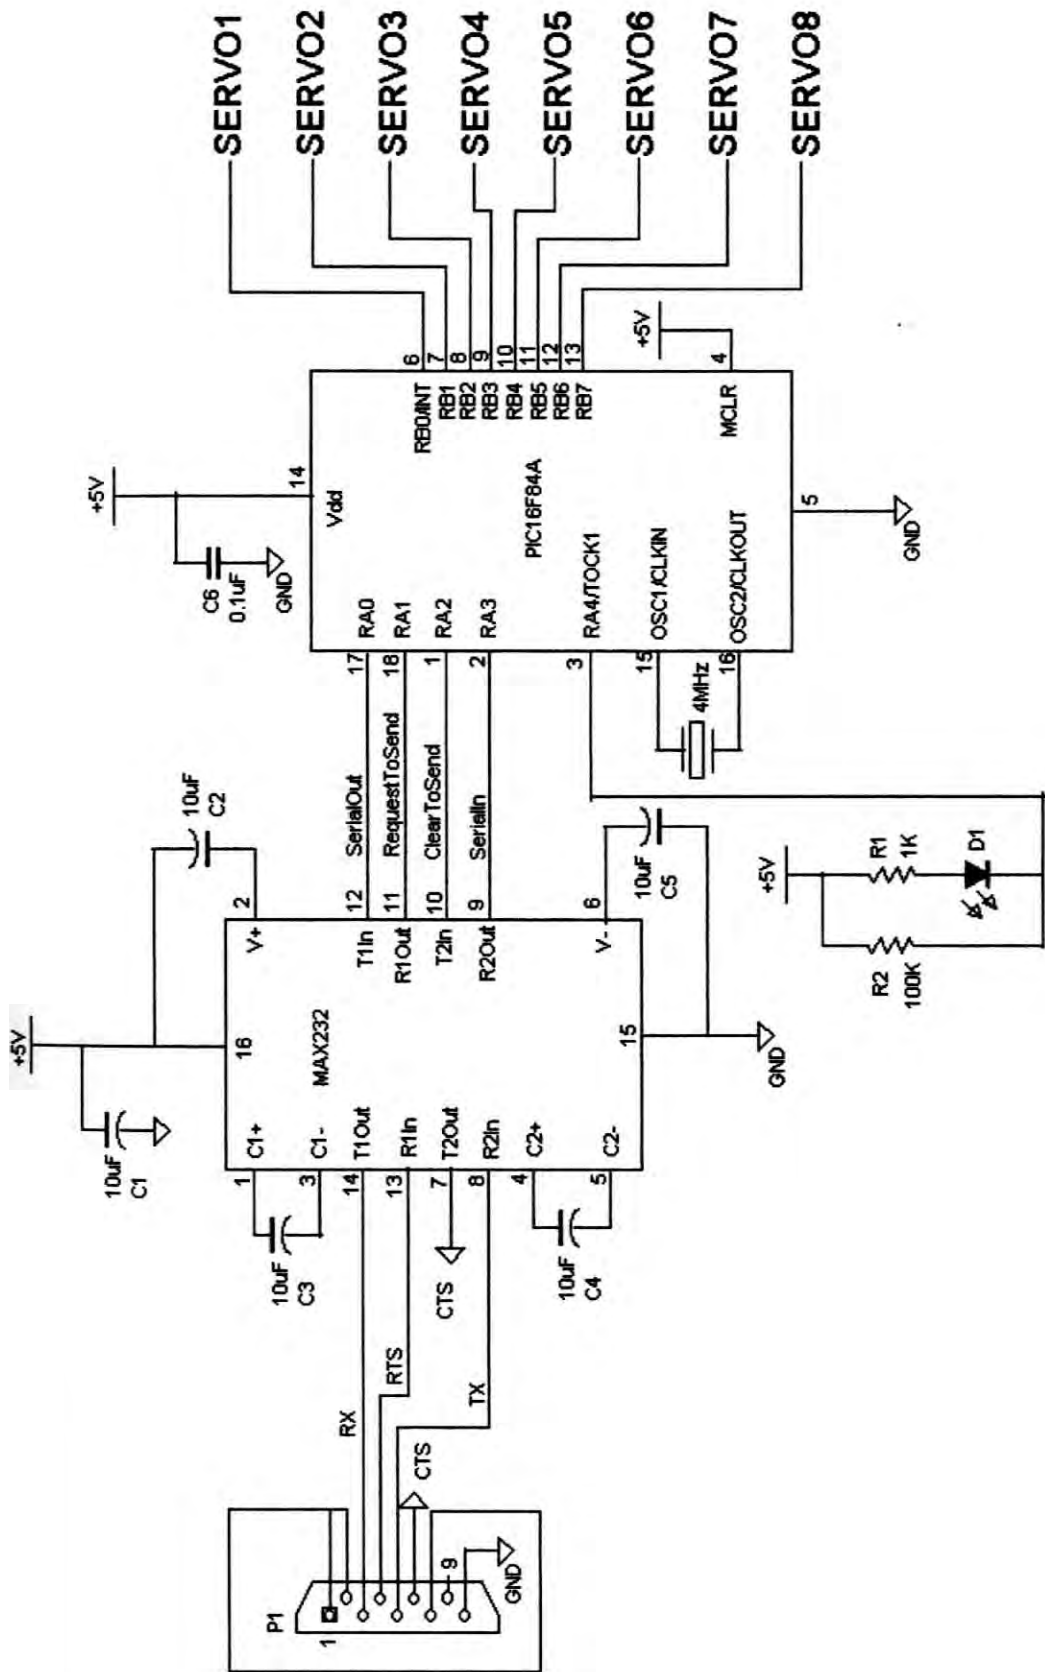 SERVO1
SERVO2
SERVO3
SERVO4
SERVO5
SERVO6
SERVO7
SERVO8
+5V
C6
0.1uF
GND
14
Vdd
6
7
8
9
10
11
12
13
RB0/INT
RB1
RB2
RB3
RB4
RB5
RB6
RB7
+5V
4
MCLR
PIC16F84A
5
GND
17
18
1
2
3
15
16
RA0
RA1
RA2
RA3
RA4/TOCK1
OSC1/CLKIN
OSC2/CLKOUT
4MHz
SerialOut
RequestToSend
ClearToSend
SerialIn
10uF
C2
2
V+
12
11
10
9
6
T1In
R1Out
T2In
R2Out
V-
10uF
C5
+5V
R1
1K
D1
R2
100K
+5V
16
MAX232
15
GND
10uF
C1
C1+
C1-
T1Out
R1In
T2Out
R2In
C2+
C2-
1
3
14
13
7
8
4
5
10uF
C3
10uF
C4
CTS
RX
RTS
TX
CTS
P1
1
9
GND